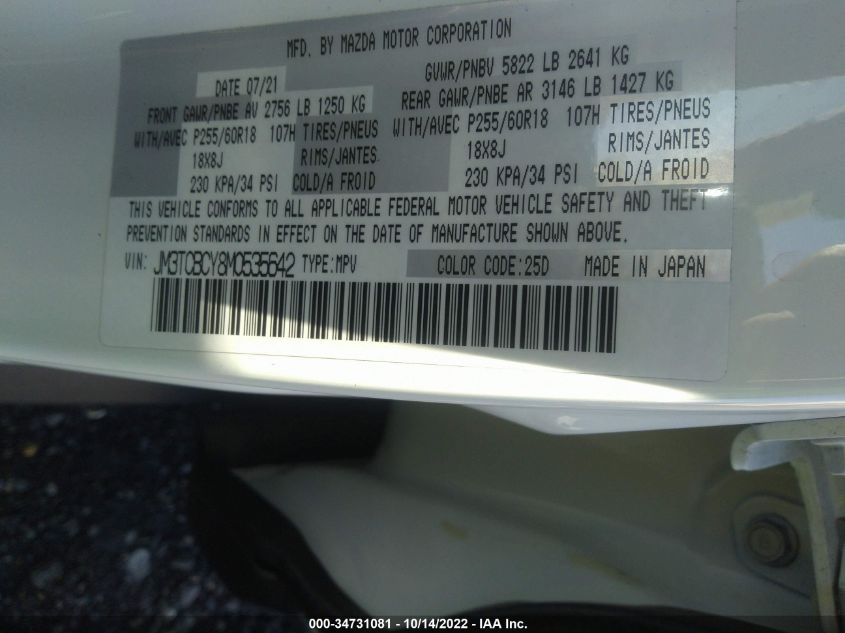 MFD. BY MAZDA MOTOR CORPORATION
DATE 07/21 GVWR/PNBV 5822 LB 2641 KG
FRONT GAWR/PNBE AV 2756 LB 1250 KG REAR GAWR/PNBE AR 3146 LB 1427 KG
WITH/AVEC P255/60R18 107H TIRES/PNEUS WITH/AVEC P255/60R18 107H TIRES/PNEUS
18X8J RIMS/JANTES 18X8J RIMS/JANTES
230 KPA/34 PSI COLD/A FROID 230 KPA/34 PSI COLD/A FROID
THIS VEHICLE CONFORMS TO ALL APPLICABLE FEDERAL MOTOR VEHICLE SAFETY AND THEFT
PREVENTION STANDARDS IN EFFECT ON THE DATE OF MANUFACTURE SHOWN ABOVE.
VIN: JM3TCBCY8M0535642 TYPE:MPV COLOR CODE:25D MADE IN JAPAN
000-34731081 - 10/14/2022 - IAA Inc.